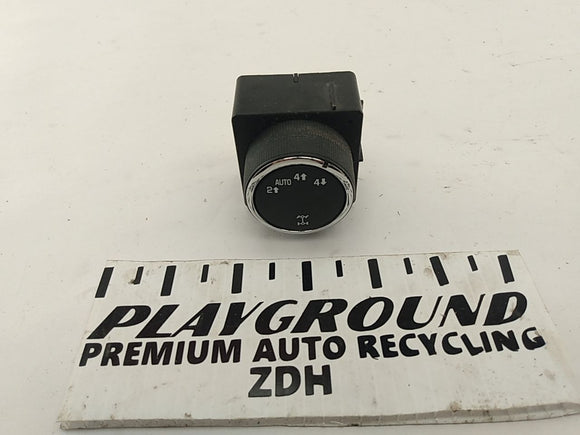 2⬆ AUTO 4⬆ 4⬇
PLAYGROUND
PREMIUM AUTO RECYCLING
ZDH